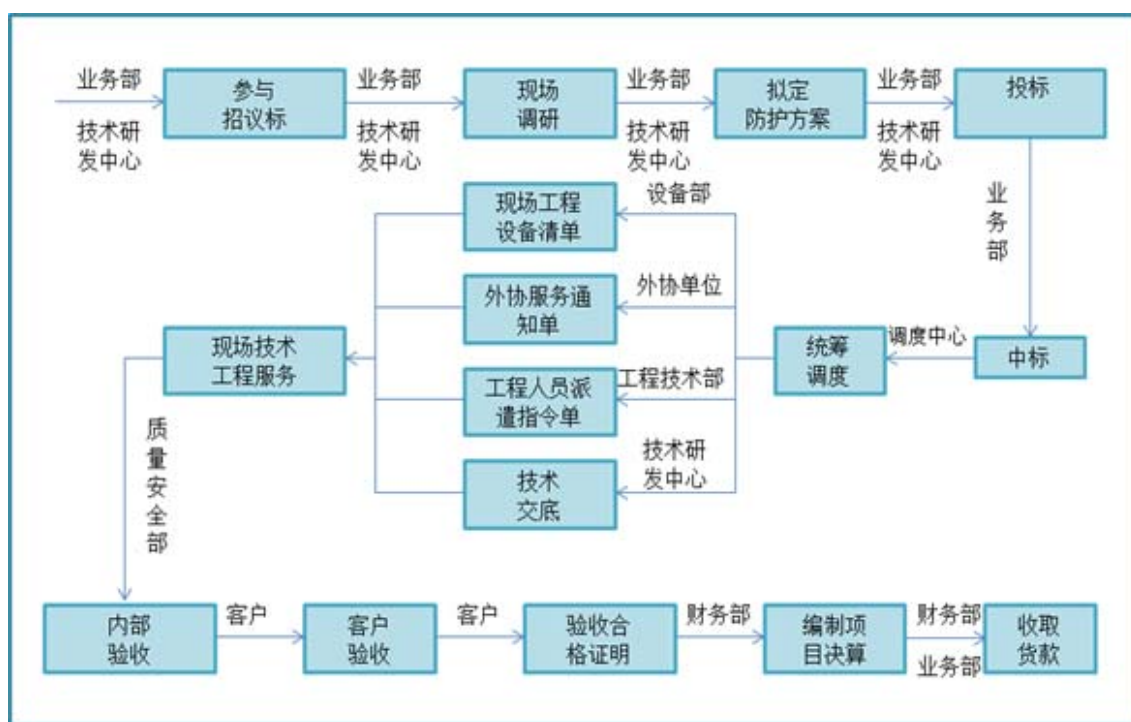 业务部
技术研
发中心
参与
招议标
业务部
技术研
发中心
现场
调研
业务部
技术研
发中心
拟定
防护方案
业务部
技术研
发中心
投标
业
务
部
中标
调度中心
统筹
调度
设备部
现场工程
设备清单
外协单位
外协服务通
知单
工程技术部
工程人员派
遣指令单
技术研
发中心
技术
交底
现场技术
工程服务
质
量
安
全
部
内部
验收
客户
客户
验收
客户
验收合
格证明
财务部
编制项
目决算
财务部
业务部
收取
货款